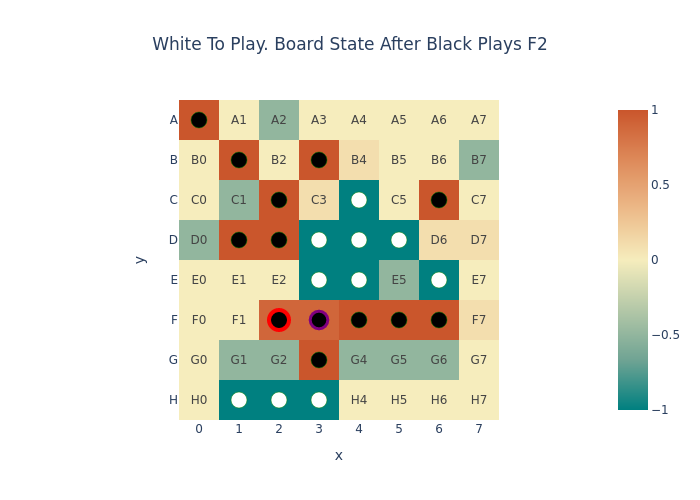 White To Play. Board State After Black Plays F2
A A1 A2 A3 A4 A5 A6 A7
B B0 B2 B4 B5 B6 B7
C C0 C1 C3 C5 C7
D D0 D6 D7
E E0 E1 E2 E5 E7
F F0 F1 F7
G G0 G1 G2 G4 G5 G6 G7
H H0 H4 H5 H6 H7
0 1 2 3 4 5 6 7
x
y
1
0.5
0
−0.5
−1